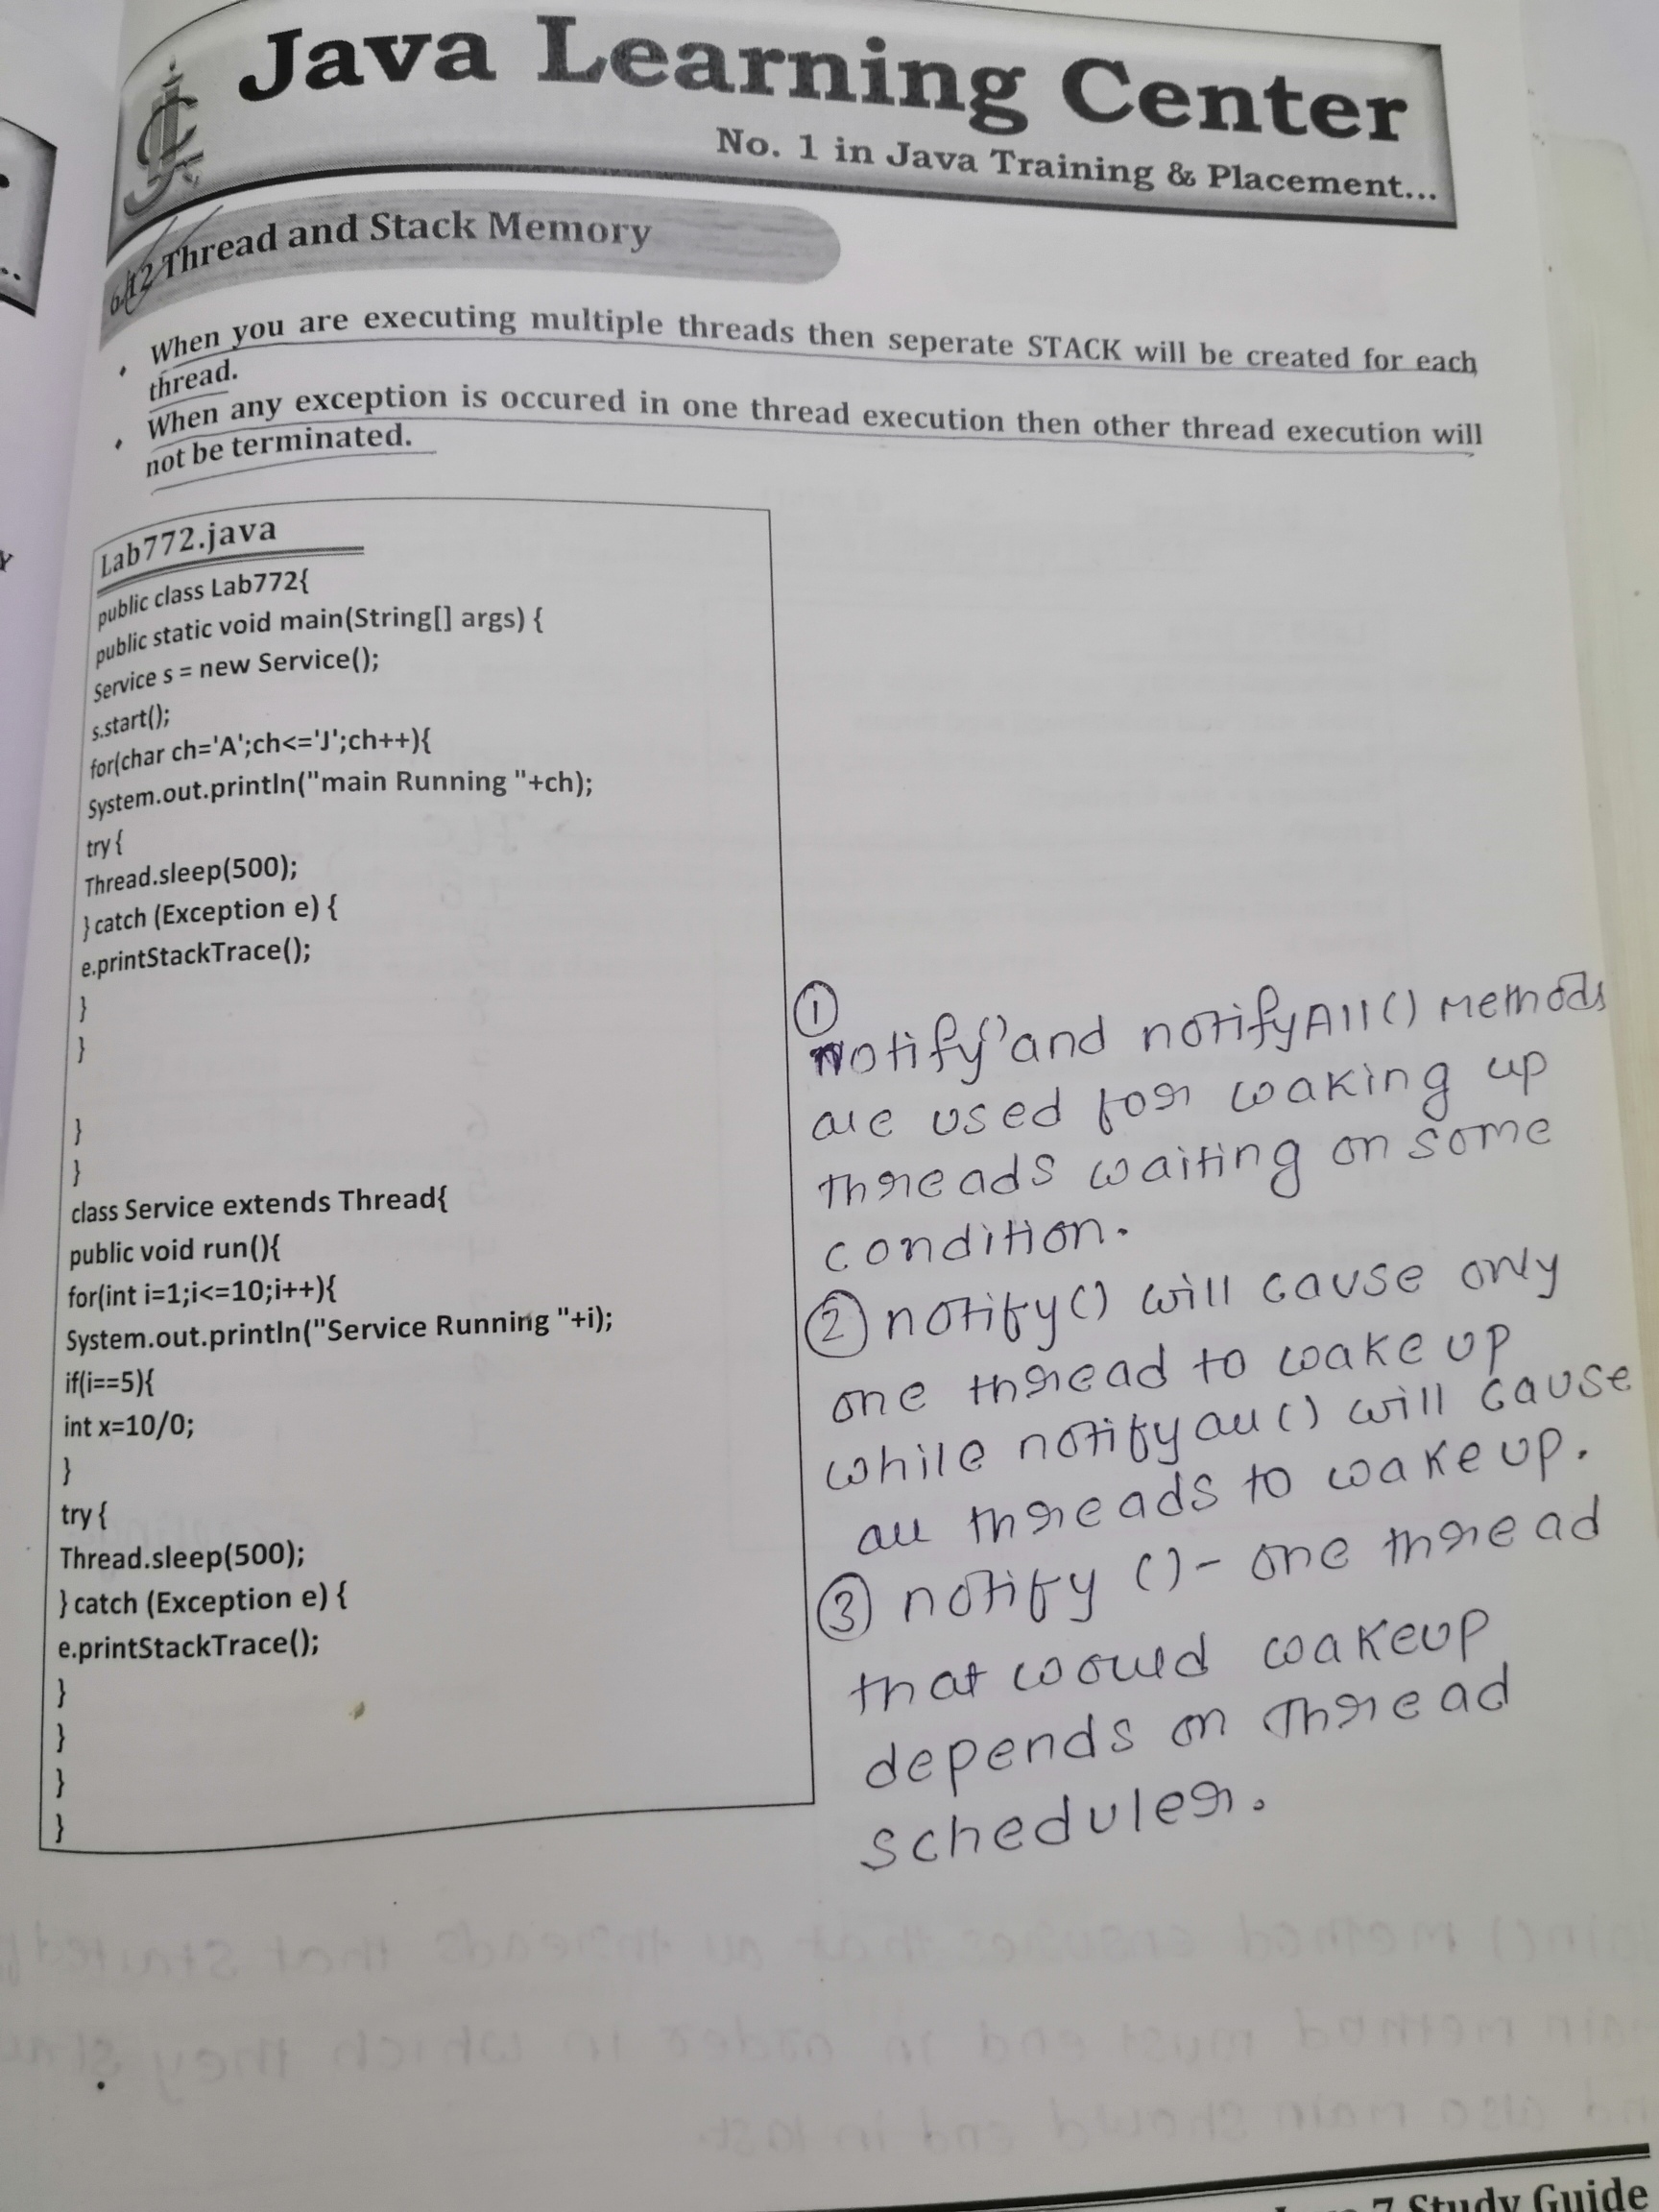 Java Learning Center
No. 1 in Java Training & Placement...
6.12 Thread and Stack Memory
When you are executing multiple threads then seperate STACK will be created for each
thread.
When any exception is occured in one thread execution then other thread execution will
not be terminated.
Lab772.java
public class Lab772{
public static void main(String[] args) {
Service s = new Service();
s.start();
for(char ch='A';ch<='J';ch++){
System.out.println("main Running "+ch);
try {
Thread.sleep(500);
} catch (Exception e) {
e.printStackTrace();
}
}
}
}
class Service extends Thread{
public void run(){
for(int i=1;i<=10;i++){
System.out.println("Service Running "+i);
if(i==5){
int x=10/0;
}
try {
Thread.sleep(500);
} catch (Exception e) {
e.printStackTrace();
}
}
}
}
①
notify() and notifyAll() Methods
are used for waking up
threads waiting on some
condition.
② notify() will cause only
one thread to wake up
while notifyall() will cause
all threads to wake up.
③ notify () - one thread
that would wakeup
depends on Thread
scheduler.
7 Study Guide